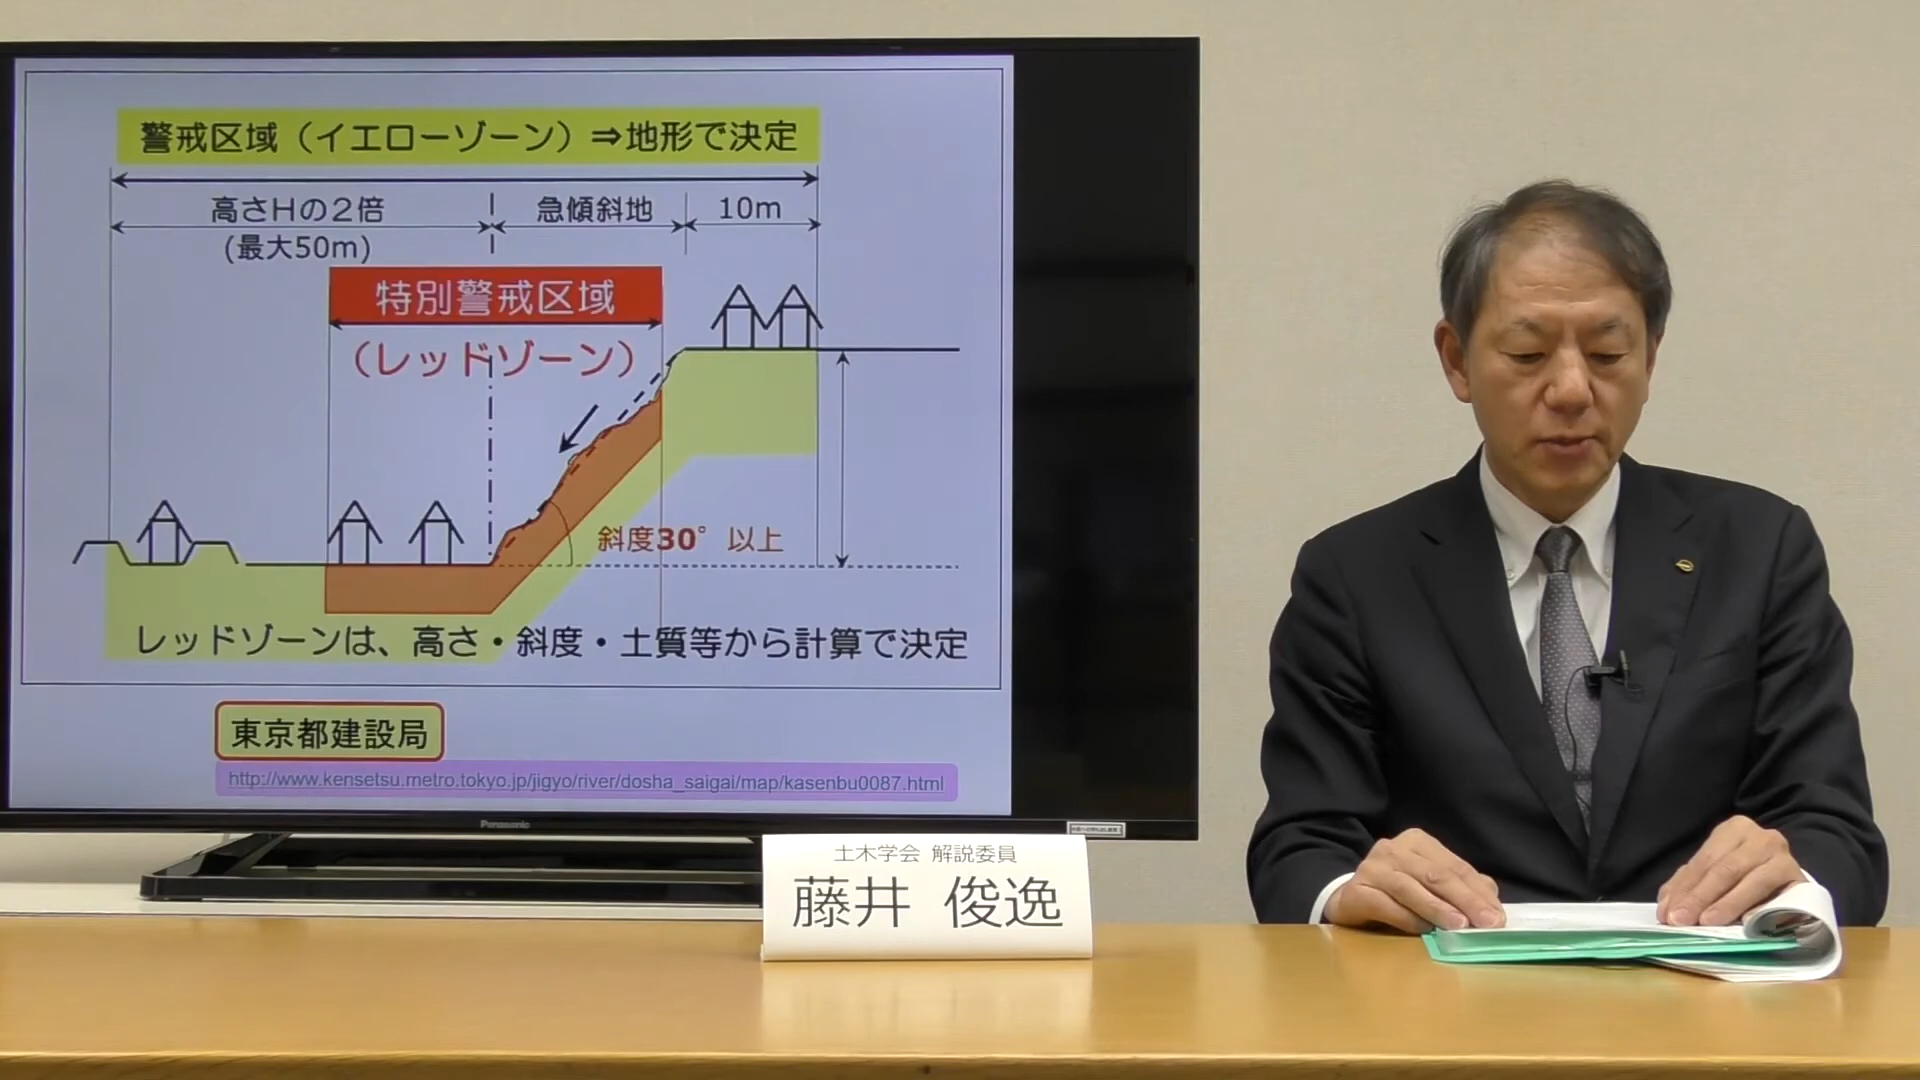 警戒区域（イエローゾーン）⇒地形で決定
高さHの２倍
(最大50m)
急傾斜地
10m
特別警戒区域
（レッドゾーン）
斜度30°以上
レッドゾーンは、高さ・斜度・土質等から計算で決定
東京都建設局
http://www.kensetsu.metro.tokyo.jp/jigyo/river/dosha_saigai/map/kasenbu0087.html
Panasonic
土木学会 解説委員
藤井 俊逸